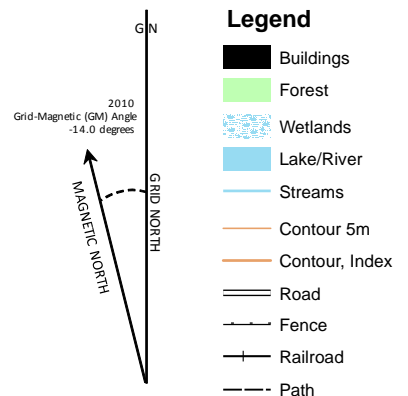 G N
2010
Grid-Magnetic (GM) Angle
-14.0 degrees
MAGNETIC NORTH
GRID NORTH
Legend
Buildings
Forest
Wetlands
Lake/River
Streams
Contour 5m
Contour, Index
Road
Fence
Railroad
Path